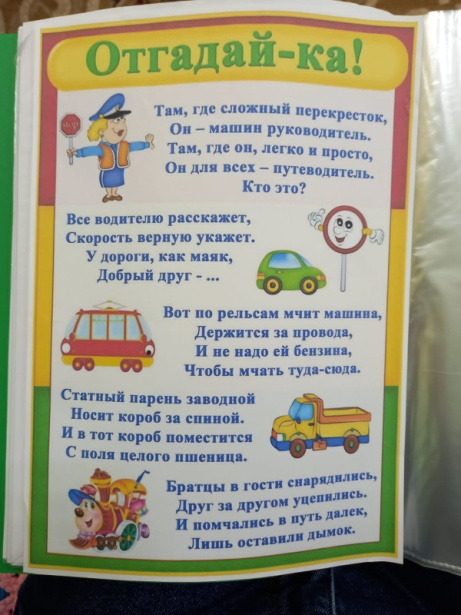 Отгадай-ка!
Там, где сложный перекресток,
Он – машин руководитель.
Там, где он, легко и просто,
Он для всех – путеводитель.
Кто это?
Все водителю расскажет,
Скорость верную укажет.
У дороги, как маяк,
Добрый друг - ...
Вот по рельсам мчит машина,
Держится за провода,
И не надо ей бензина,
Чтобы мчать туда-сюда.
Статный парень заводной
Носит короб за спиной.
И в тот короб поместится
С поля целого пшеница.
Братцы в гости снарядились,
Друг за другом уцепились.
И помчались в путь далек,
Лишь оставили дымок.